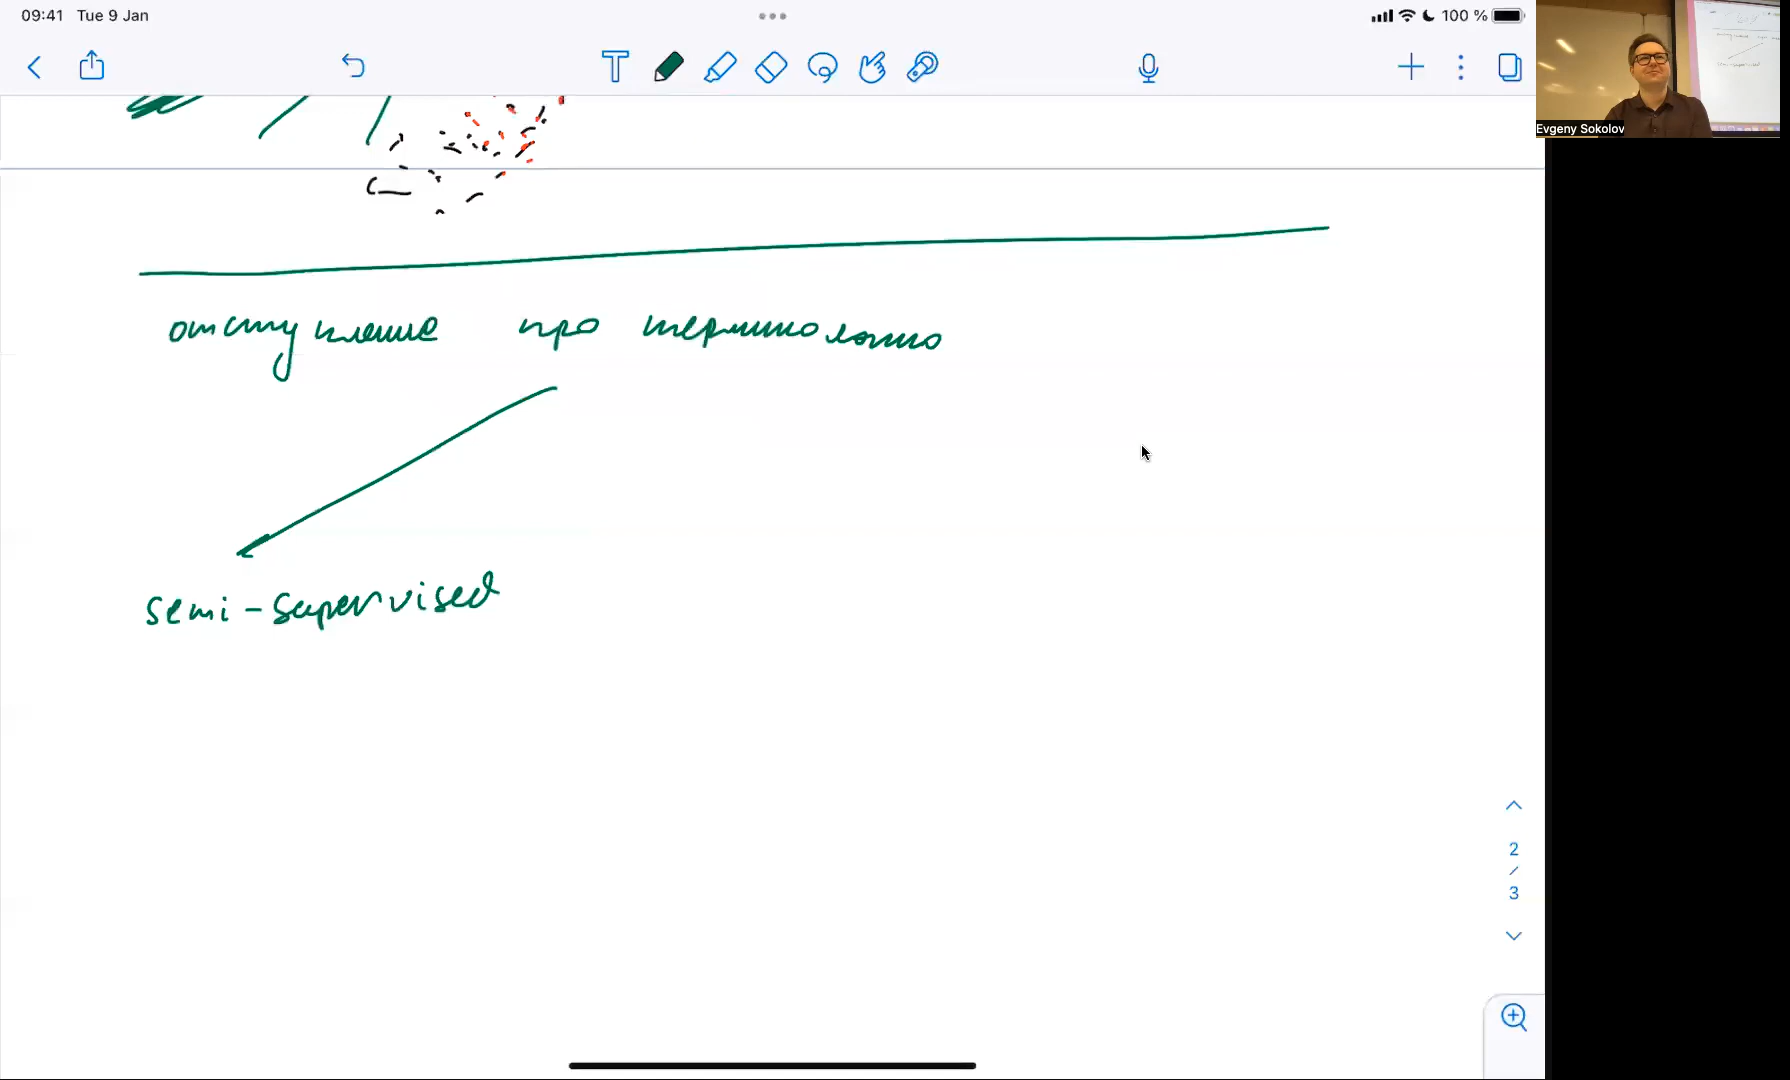 09:41 Tue 9 Jan
100 %
Evgeny Sokolov
отступление про терминологию
semi-supervised
2
/
3